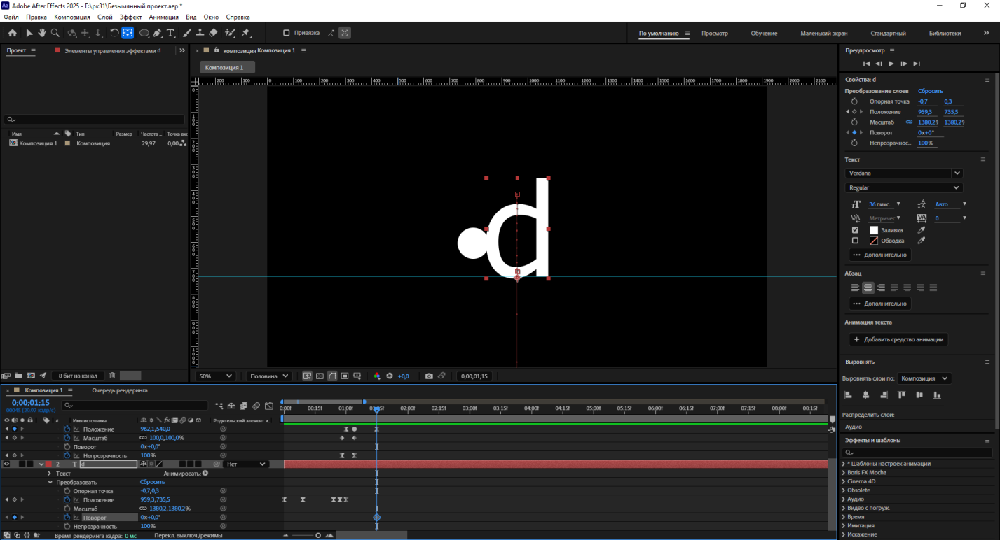 Adobe After Effects 2025 - F:\рк31\Безымянный проект.aep *
Файл Правка Композиция Слой Эффект Анимация Вид Окно Справка
Привязка
По умолчанию Просмотр Обучение Маленький экран Стандартный Библиотеки
Проект Элементы управления эффектами d
композиция Композиция 1
Композиция 1
Имя Тип Размер Частота .. Точка вх
Композиция 1 Композиция 29,97 0;00
8 бит на канал
200 100 0 100 200 300 400 500 600 700 800 900 1000 1100 1200 1300 1400 1500 1600 1700 1800 1900 2000 2100
d
50% Половина +0,0 0;00;01;15
Предпросмотр
Свойства: d
Преобразование слоев Сбросить
Опорная точка -0,7 0,3
Положение 959,3 735,5
Масштаб 1380,2% 1380,2%
Поворот 0x+0°
Непрозрачнос... 100%
Текст
Verdana
Regular
36 пикс. Авто
Метричес 0
Заливка
Обводка
Дополнительно
Абзац
Дополнительно
Анимация текста
+ Добавить средство анимации
Выровнять
Выровнять слои по: Композиция
Распределить слои:
Аудио
Эффекты и шаблоны
* Шаблоны настроек анимации
Boris FX Mocha
Cinema 4D
Obsolete
Аудио
Видео с погруж.
Время
Имитация
Искажение
Композиция 1 Очередь рендеринга
0;00;01;15
00045 (29.97 кадр/с)
Имя источника Родительский элемент и..
00:15f 01:00f 02:00f 02:15f 03:00f 03:15f 04:00f 04:15f 05:00f 05:15f 06:00f 06:15f 07:00f 07:15f 08:00f 08:15f
Положение 962,1,540,0
Масштаб 100,0,100,0%
Поворот 0x+0,0°
Непрозрачность 100%
2 T d Нет
Текст Анимировать:
Преобразовать Сбросить
Опорная точка -0,7,0,3
Положение 959,3,735,5
Масштаб 1380,2,1380,2%
Поворот 0x+0,0°
Непрозрачность 100%
Время рендеринга кадра: 0 мс Перекл. выключ./режимы